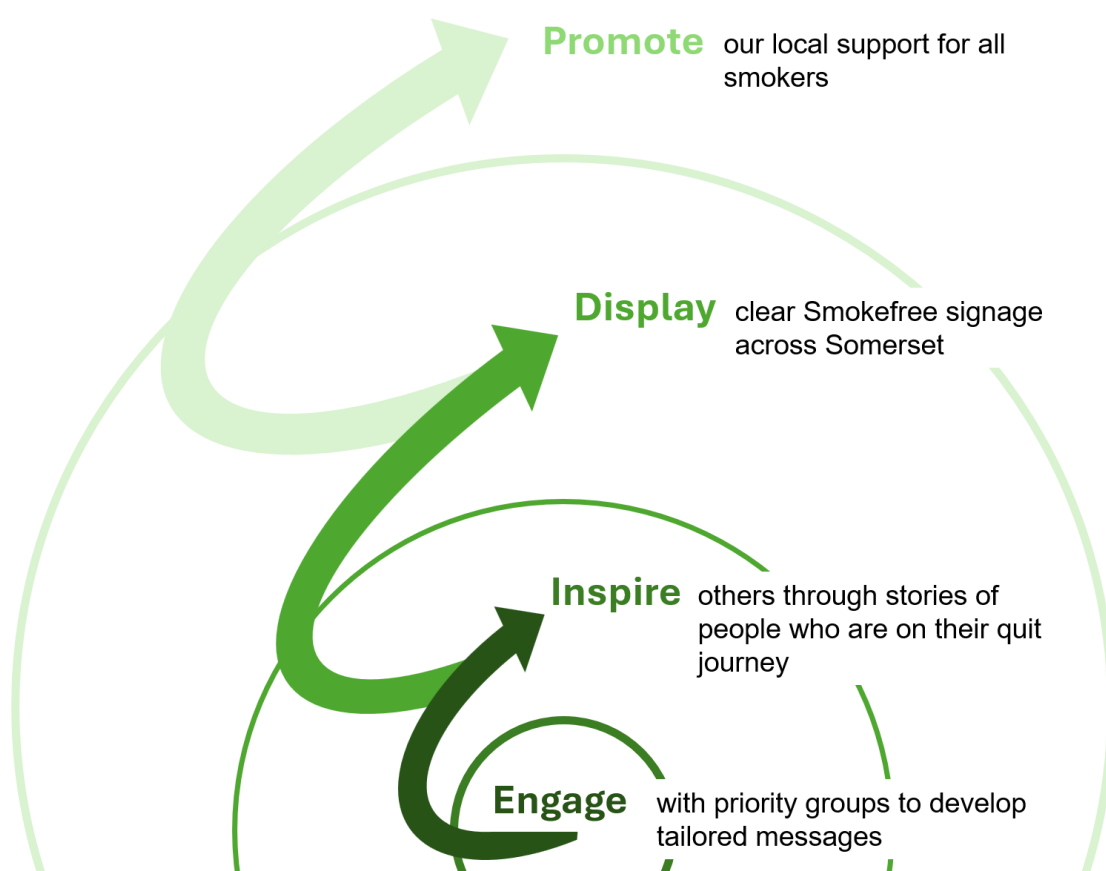 Promote our local support for all
smokers
Display clear Smokefree signage
across Somerset
Inspire others through stories of
people who are on their quit
journey
Engage with priority groups to develop
tailored messages